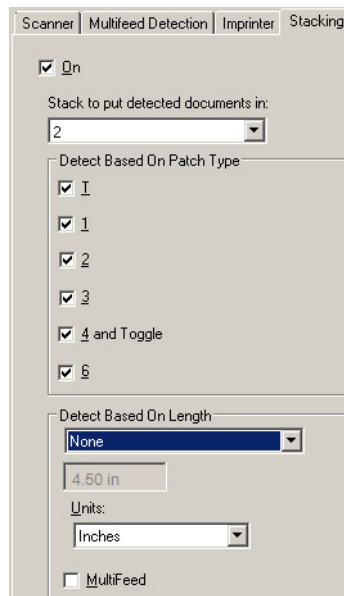 Scanner Multifeed Detection Imprinter Stacking
On
Stack to put detected documents in:
2
Detect Based On Patch Type
T
1
2
3
4 and Toggle
6
Detect Based On Length
None
4.50 in
Units:
Inches
MultiFeed